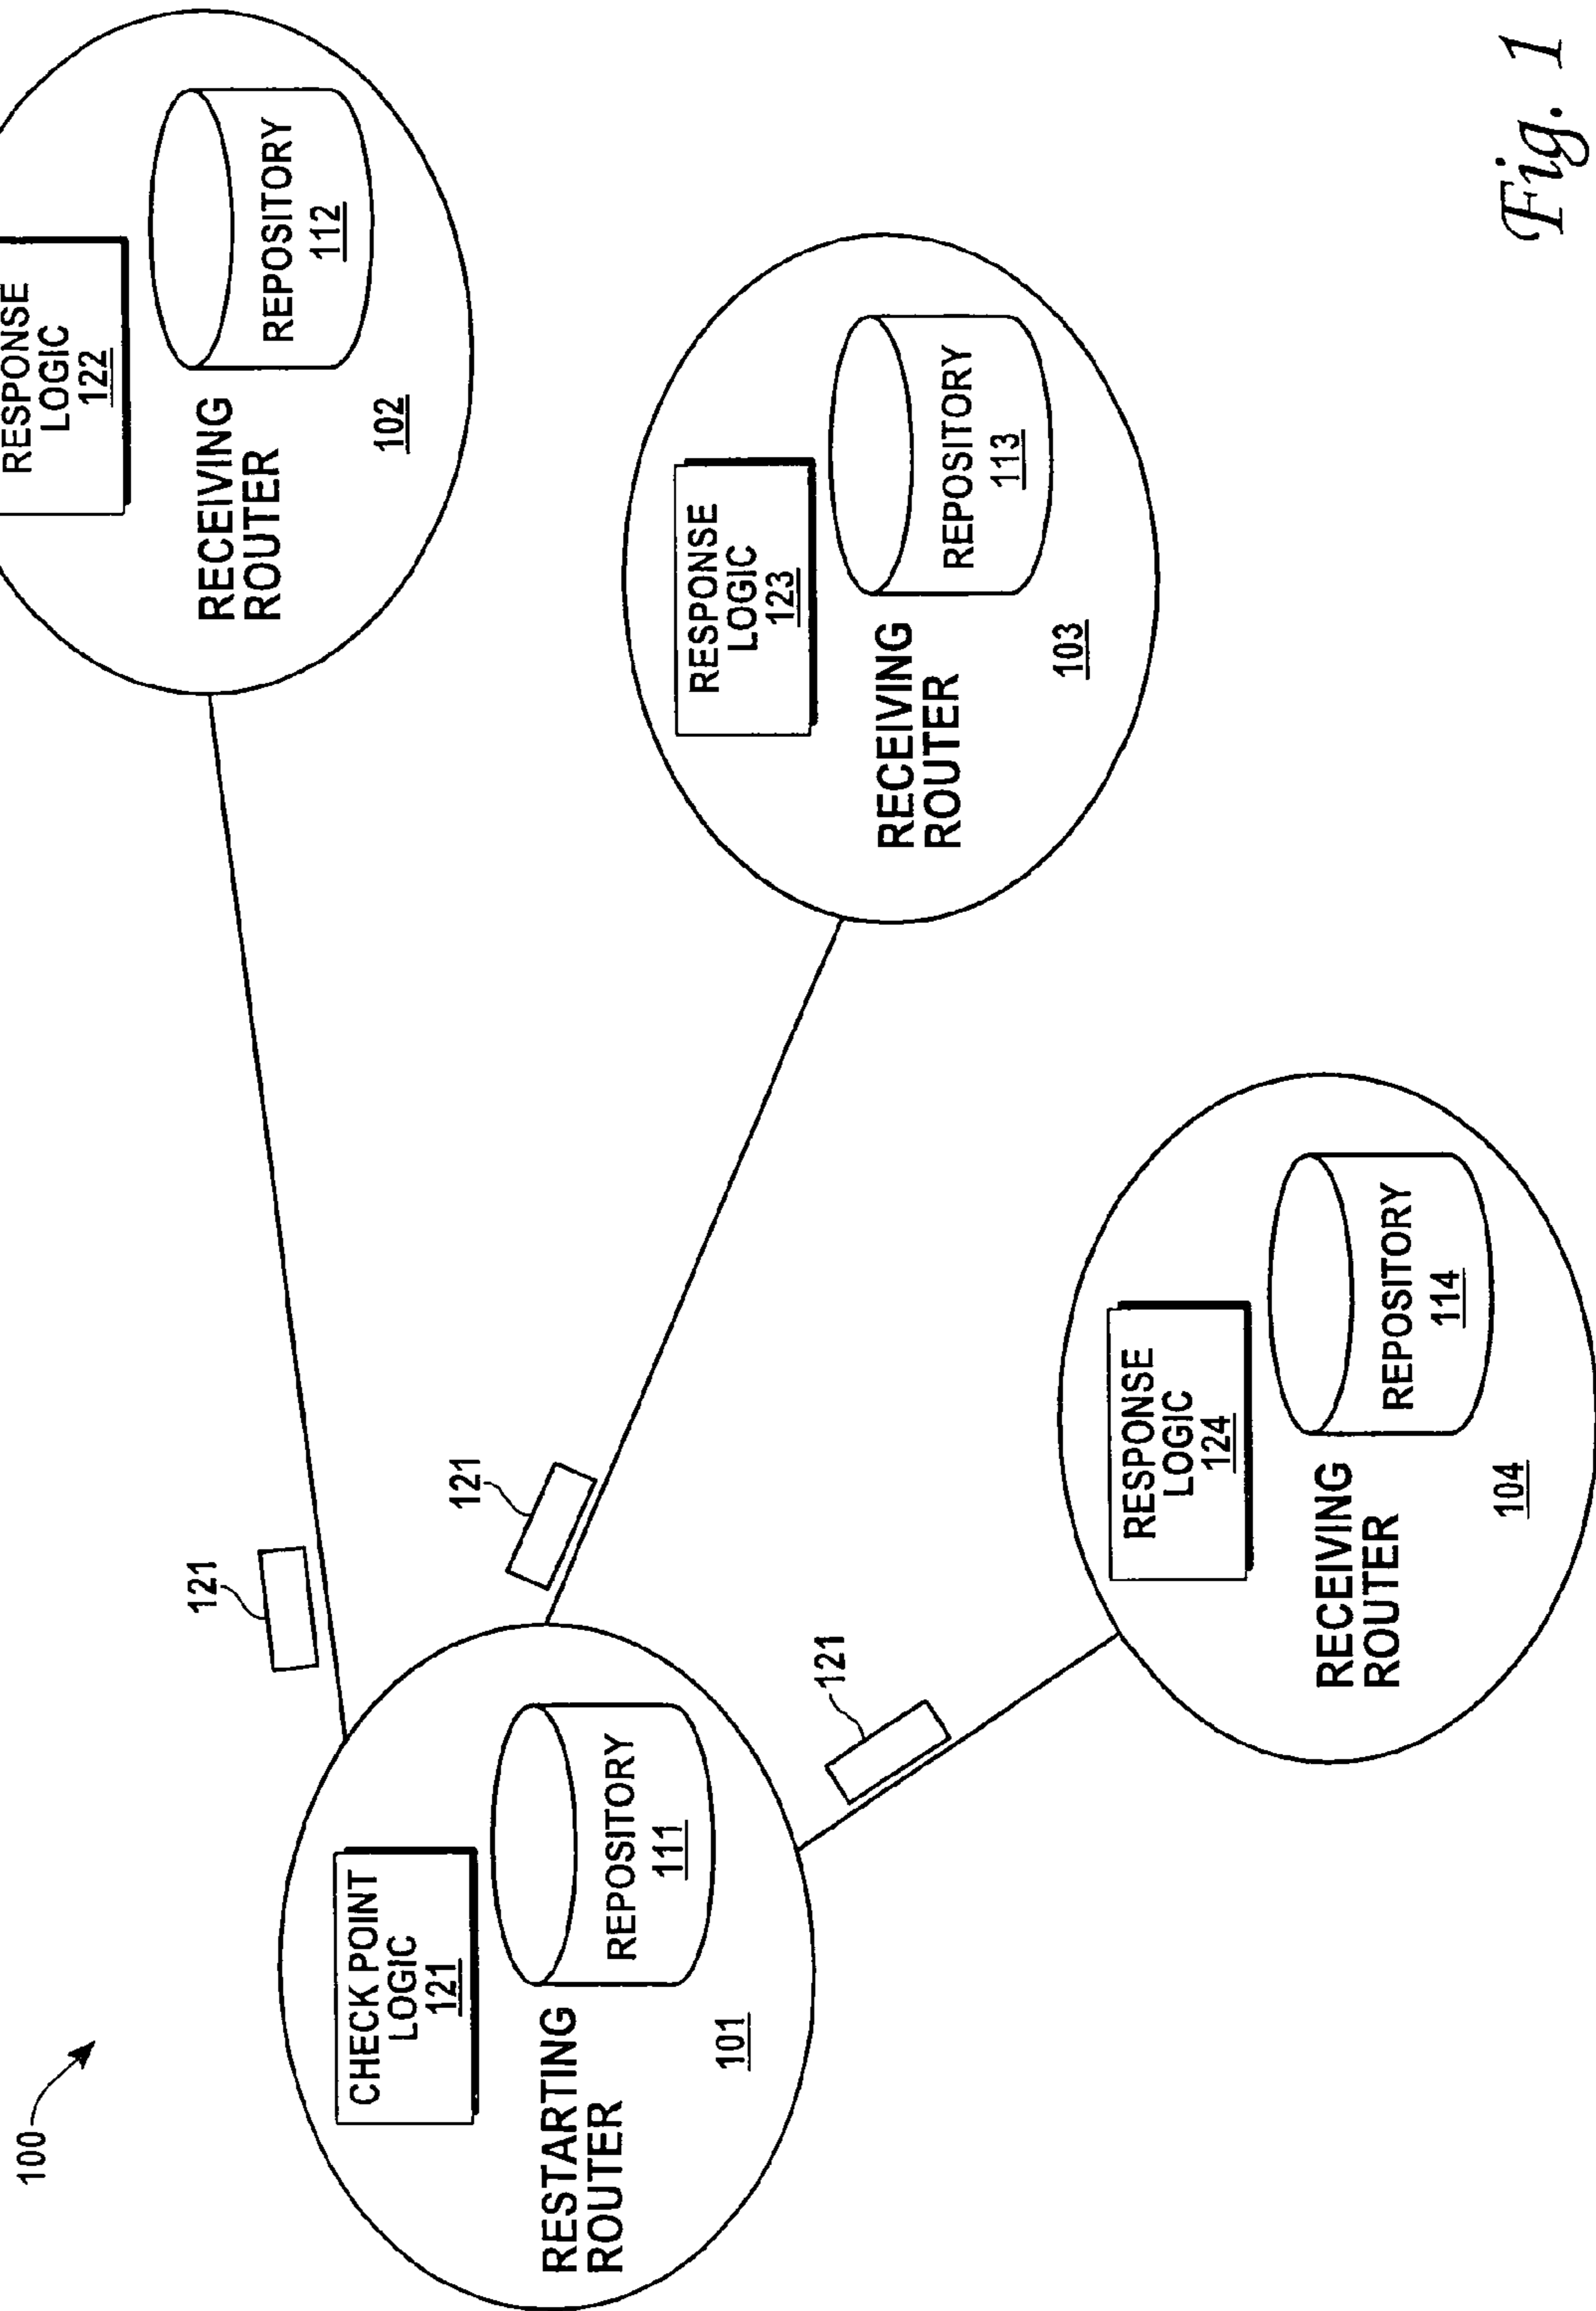 100
RESPONSE
LOGIC
122
REPOSITORY
112
RECEIVING
ROUTER
102
121
121
CHECK POINT
LOGIC
121
REPOSITORY
111
RESTARTING
ROUTER
101
RESPONSE
LOGIC
123
REPOSITORY
113
RECEIVING
ROUTER
103
121
RESPONSE
LOGIC
124
REPOSITORY
114
RECEIVING
ROUTER
104
Fig. 1